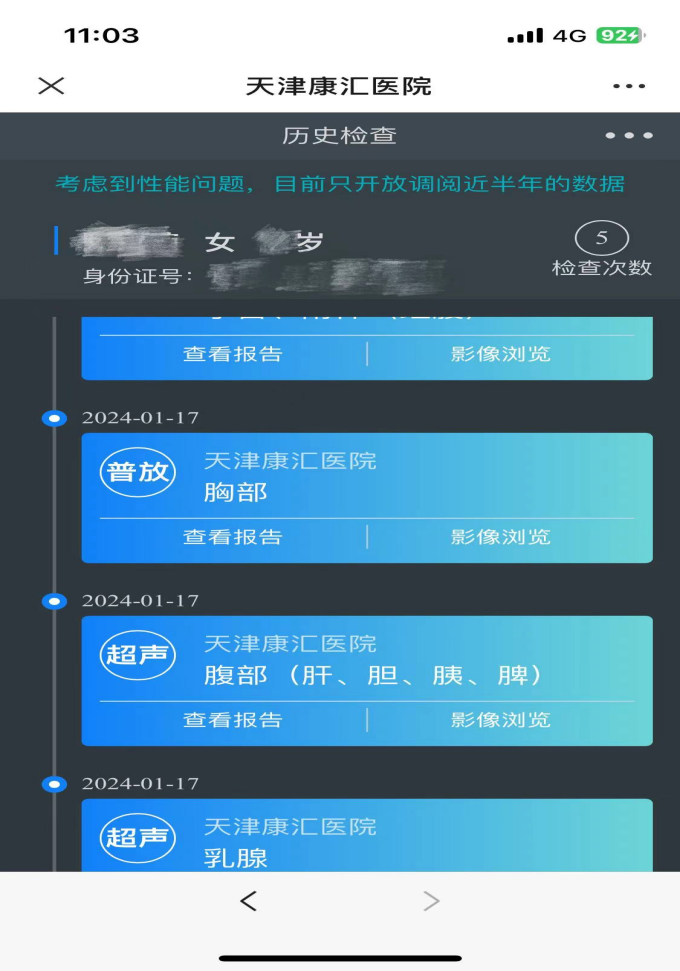 11:03
4G 92
天津康汇医院
历史检查
考虑到性能问题，目前只开放调阅近半年的数据
女 岁
5
身份证号：
检查次数
查看报告 影像浏览
2024-01-17
普放
天津康汇医院
胸部
查看报告 影像浏览
2024-01-17
超声
天津康汇医院
腹部（肝、胆、胰、脾）
查看报告 影像浏览
2024-01-17
超声
天津康汇医院
乳腺